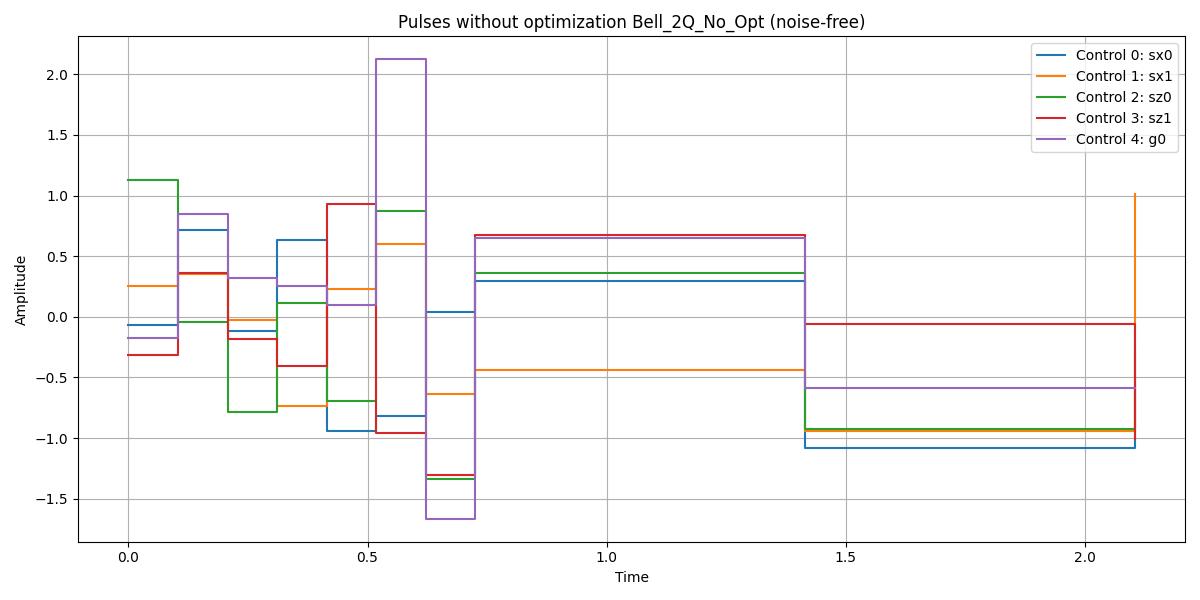 Pulses without optimization Bell_2Q_No_Opt (noise-free)
Control 0: sx0
Control 1: sx1
Control 2: sz0
Control 3: sz1
Control 4: g0
2.0
1.5
1.0
0.5
0.0
−0.5
−1.0
−1.5
Amplitude
0.0 0.5 1.0 1.5 2.0
Time